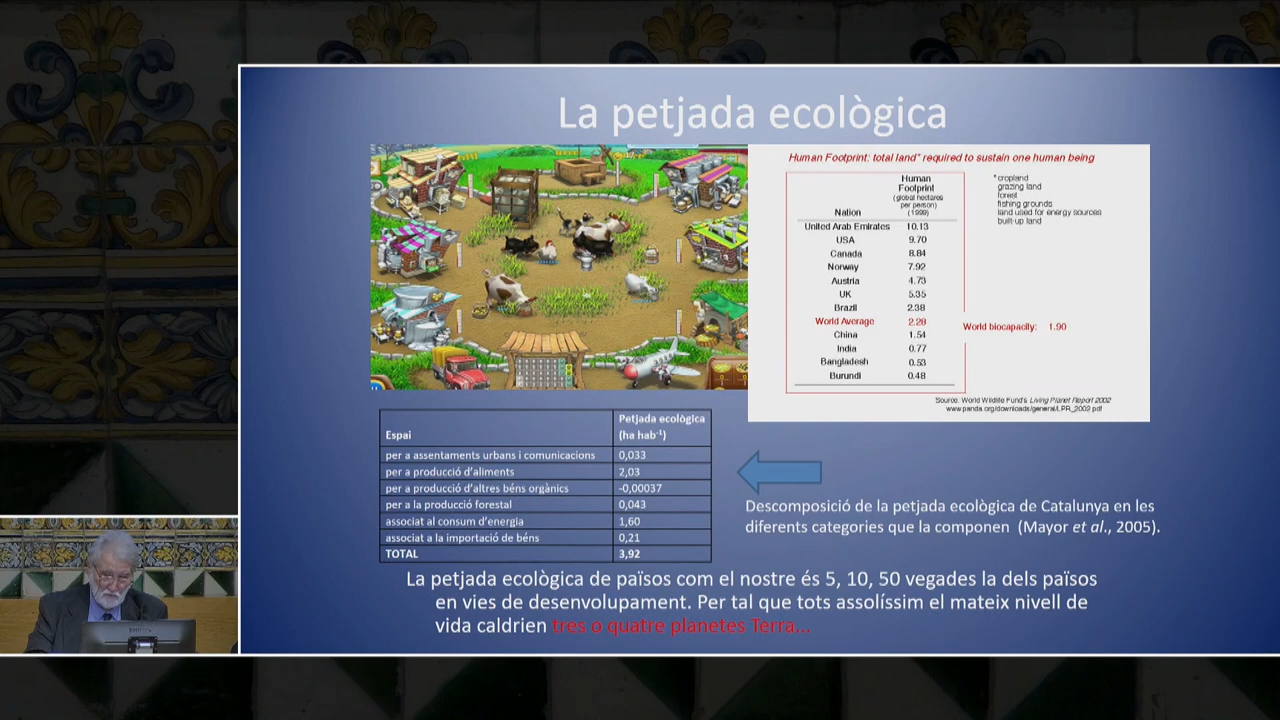 La petjada ecològica
Human Footprint: total land* required to sustain one human being
Human
Footprint
(global hectares
per person)
Nation (1999)
United Arab Emirates 10.13
USA 9.70
Canada 8.84
Norway 7.92
Austria 4.73
UK 5.35
Brazil 2.38
World Average 2.28
China 1.54
India 0.77
Bangladesh 0.53
Burundi 0.48
* cropland
grazing land
forest
fishing grounds
land used for energy sources
built-up land
World biocapacity: 1.90
Source: World Wildlife Fund's Living Planet Report 2002
www.panda.org/downloads/general/LPR_2002.pdf
Petjada ecològica
Espai (ha hab-1)
per a assentaments urbans i comunicacions 0,033
per a producció d'aliments 2,03
per a producció d'altres béns orgànics -0,00037
per a la producció forestal 0,043
associat al consum d'energia 1,60
associat a la importació de béns 0,21
TOTAL 3,92
Descomposició de la petjada ecològica de Catalunya en les
diferents categories que la componen (Mayor et al., 2005).
La petjada ecològica de països com el nostre és 5, 10, 50 vegades la dels països
en vies de desenvolupament. Per tal que tots assolíssim el mateix nivell de
vida caldrien tres o quatre planetes Terra...